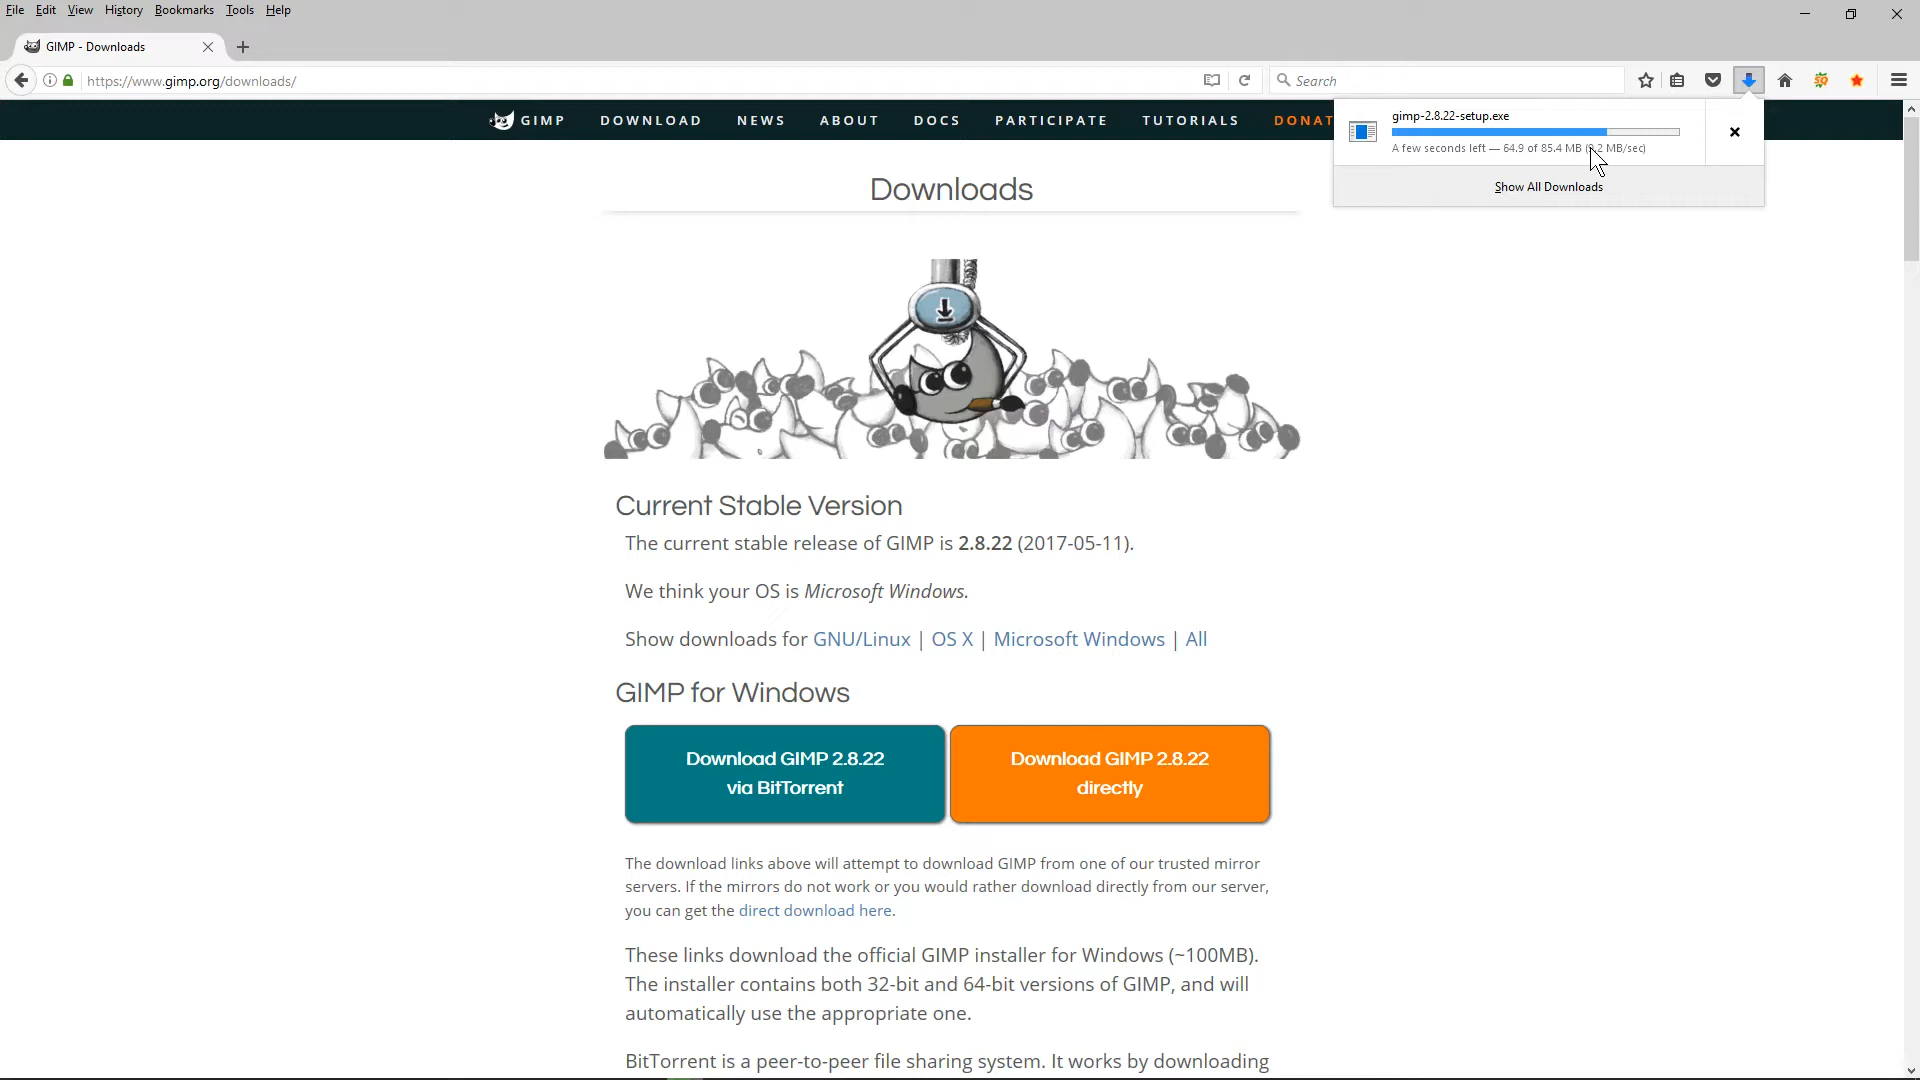 File Edit View History Bookmarks Tools Help
GIMP - Downloads
https://www.gimp.org/downloads/
Search
GIMP DOWNLOAD NEWS ABOUT DOCS PARTICIPATE TUTORIALS DONAT
gimp-2.8.22-setup.exe
A few seconds left — 64.9 of 85.4 MB MB/sec)
Show All Downloads
Downloads
Current Stable Version
The current stable release of GIMP is 2.8.22 (2017-05-11).
We think your OS is Microsoft Windows.
Show downloads for GNU/Linux | OS X | Microsoft Windows | All
GIMP for Windows
Download GIMP 2.8.22
via BitTorrent
Download GIMP 2.8.22
directly
The download links above will attempt to download GIMP from one of our trusted mirror
servers. If the mirrors do not work or you would rather download directly from our server,
you can get the direct download here.
These links download the official GIMP installer for Windows (~100MB).
The installer contains both 32-bit and 64-bit versions of GIMP, and will
automatically use the appropriate one.
BitTorrent is a peer-to-peer file sharing system. It works by downloading